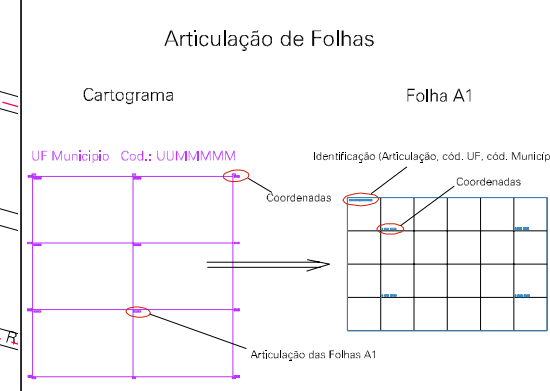 Articulação de Folhas
Cartograma
Folha A1
UF Municipio Cod.: UUMMMMM
Identificação (Articulação, cód. UF, cód. Municíp
Coordenadas
Coordenadas
Articulação das Folhas A1
R